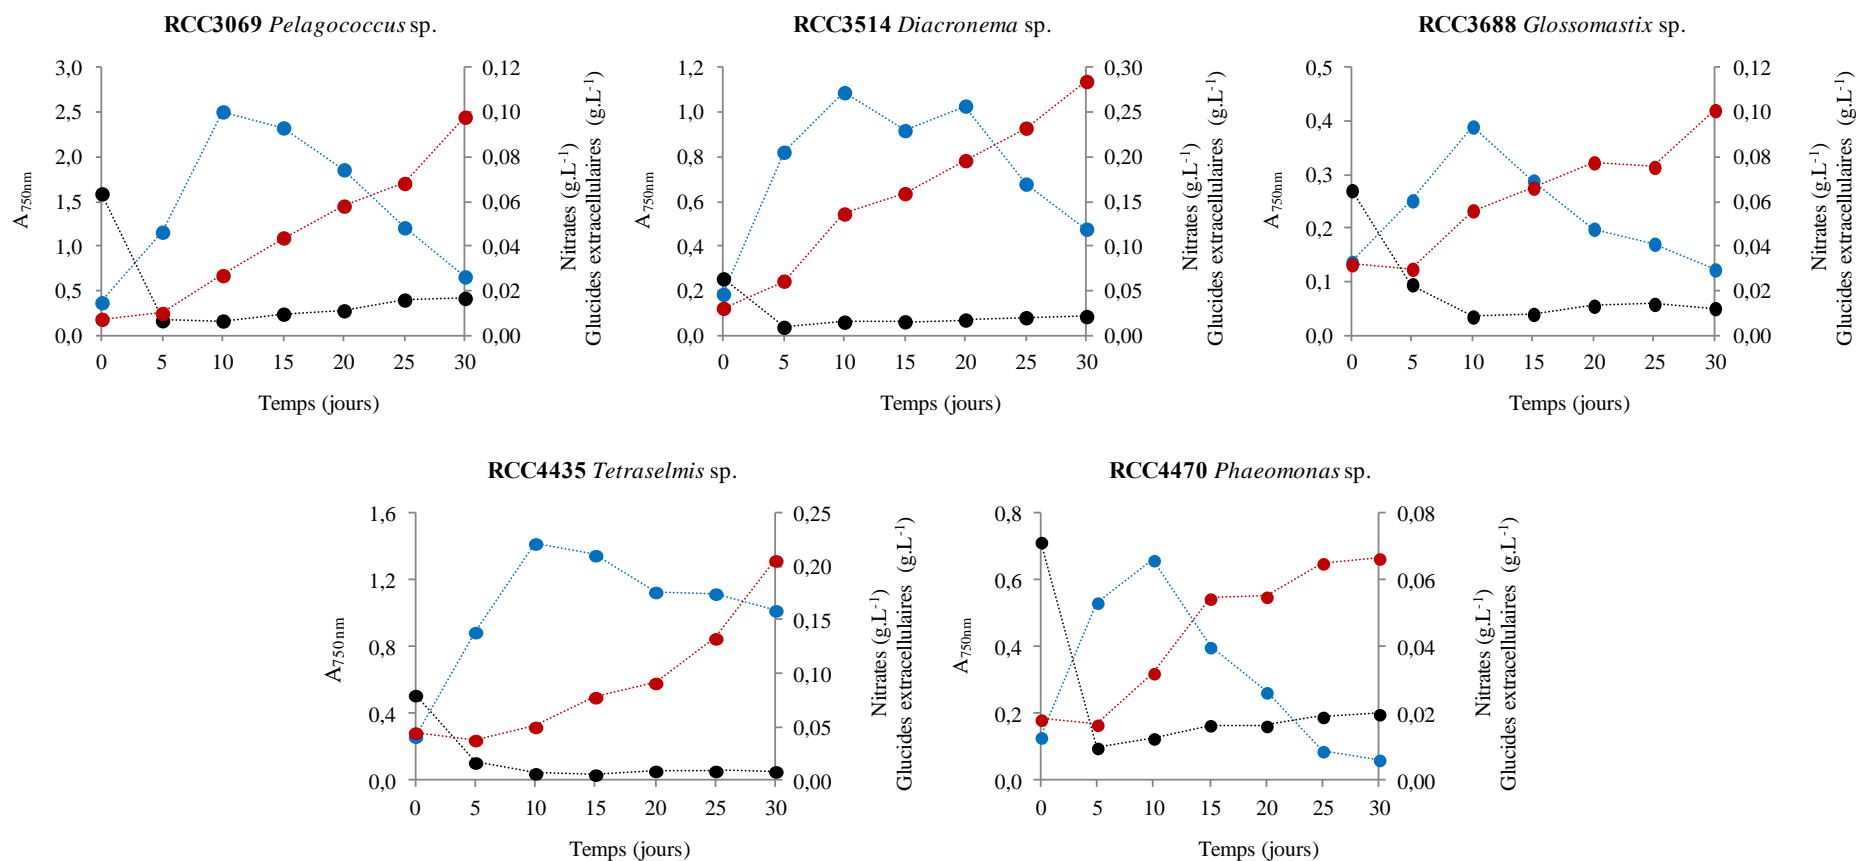 RCC3069 Pelagococcus sp.
3,0
2,5
2,0
1,5
1,0
0,5
0,0
A750nm
0,12
0,10
0,08
0,06
0,04
0,02
0,00
Nitrates (g.L-1)
Glucides extracellulaires (g.L-1)
0 5 10 15 20 25 30
Temps (jours)
RCC3514 Diacronema sp.
1,2
1,0
0,8
0,6
0,4
0,2
0,0
A750nm
0,30
0,25
0,20
0,15
0,10
0,05
0,00
Nitrates (g.L-1)
Glucides extracellulaires (g.L-1)
0 5 10 15 20 25 30
Temps (jours)
RCC3688 Glossomastix sp.
0,5
0,4
0,3
0,2
0,1
0,0
A750nm
0,12
0,10
0,08
0,06
0,04
0,02
0,00
Nitrates (g.L-1)
Glucides extracellulaires (g.L-1)
0 5 10 15 20 25 30
Temps (jours)
RCC4435 Tetraselmis sp.
1,6
1,2
0,8
0,4
0,0
A750nm
0,25
0,20
0,15
0,10
0,05
0,00
Nitrates (g.L-1)
Glucides extracellulaires (g.L-1)
0 5 10 15 20 25 30
Temps (jours)
RCC4470 Phaeomonas sp.
0,8
0,6
0,4
0,2
0,0
A750nm
0,08
0,06
0,04
0,02
0,00
Nitrates (g.L-1)
Glucides extracellulaires (g.L-1)
0 5 10 15 20 25 30
Temps (jours)